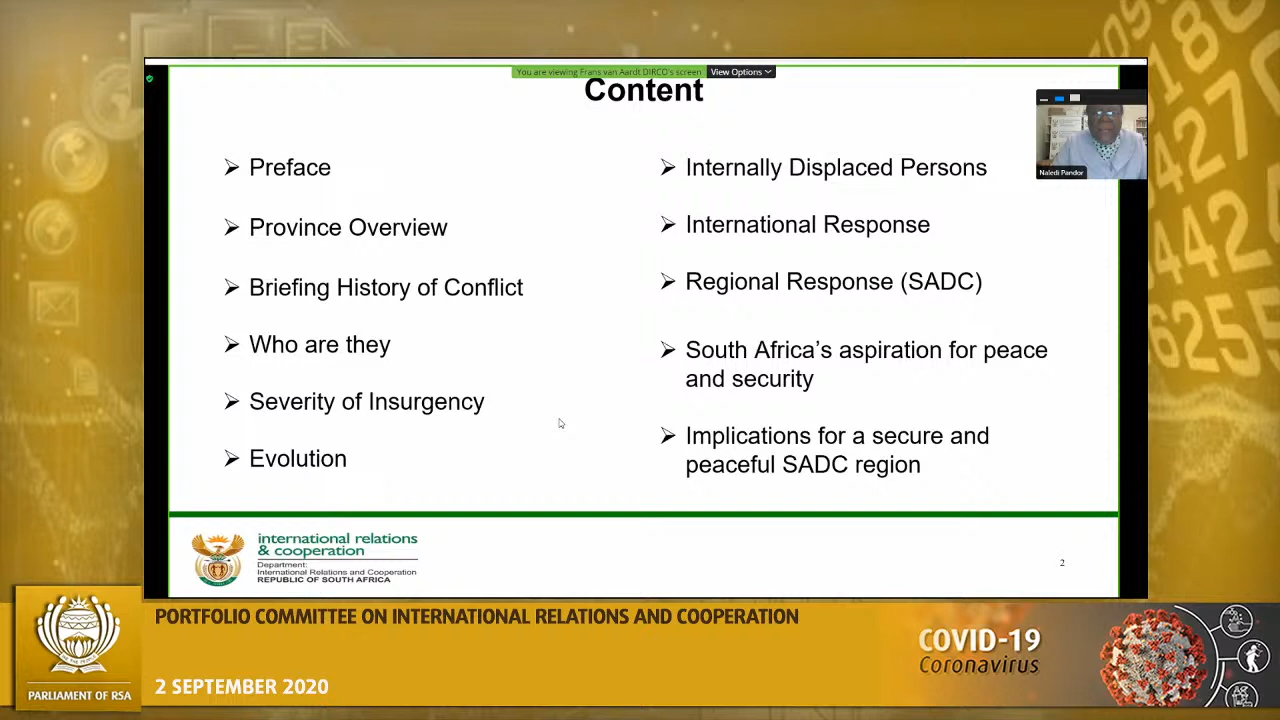 You are viewing Frans van Aardt DIRCO's screen
View Options
Content
Preface
Province Overview
Briefing History of Conflict
Who are they
Severity of Insurgency
Evolution
Internally Displaced Persons
International Response
Regional Response (SADC)
South Africa’s aspiration for peace
and security
Implications for a secure and
peaceful SADC region
Naledi Pandor
international relations
& cooperation
Department:
International Relations and Cooperation
REPUBLIC OF SOUTH AFRICA
2
PORTFOLIO COMMITTEE ON INTERNATIONAL RELATIONS AND COOPERATION
2 SEPTEMBER 2020
PARLIAMENT OF RSA
COVID-19
Coronavirus